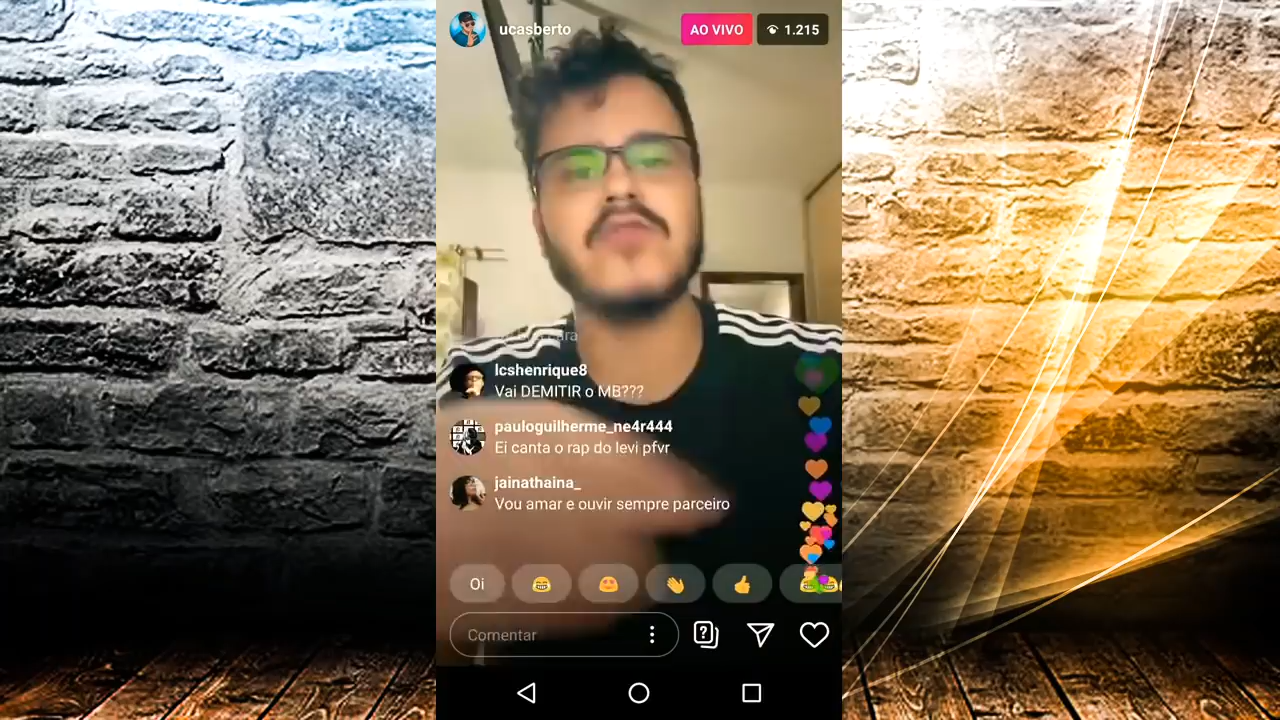 ucasberto
AO VIVO
1.215
lcshenrique8
Vai DEMITIR o MB???
pauloguilherme_ne4r444
Ei canta o rap do levi pfvr
jainathaina_
Vou amar e ouvir sempre parceiro
Oi
Comentar